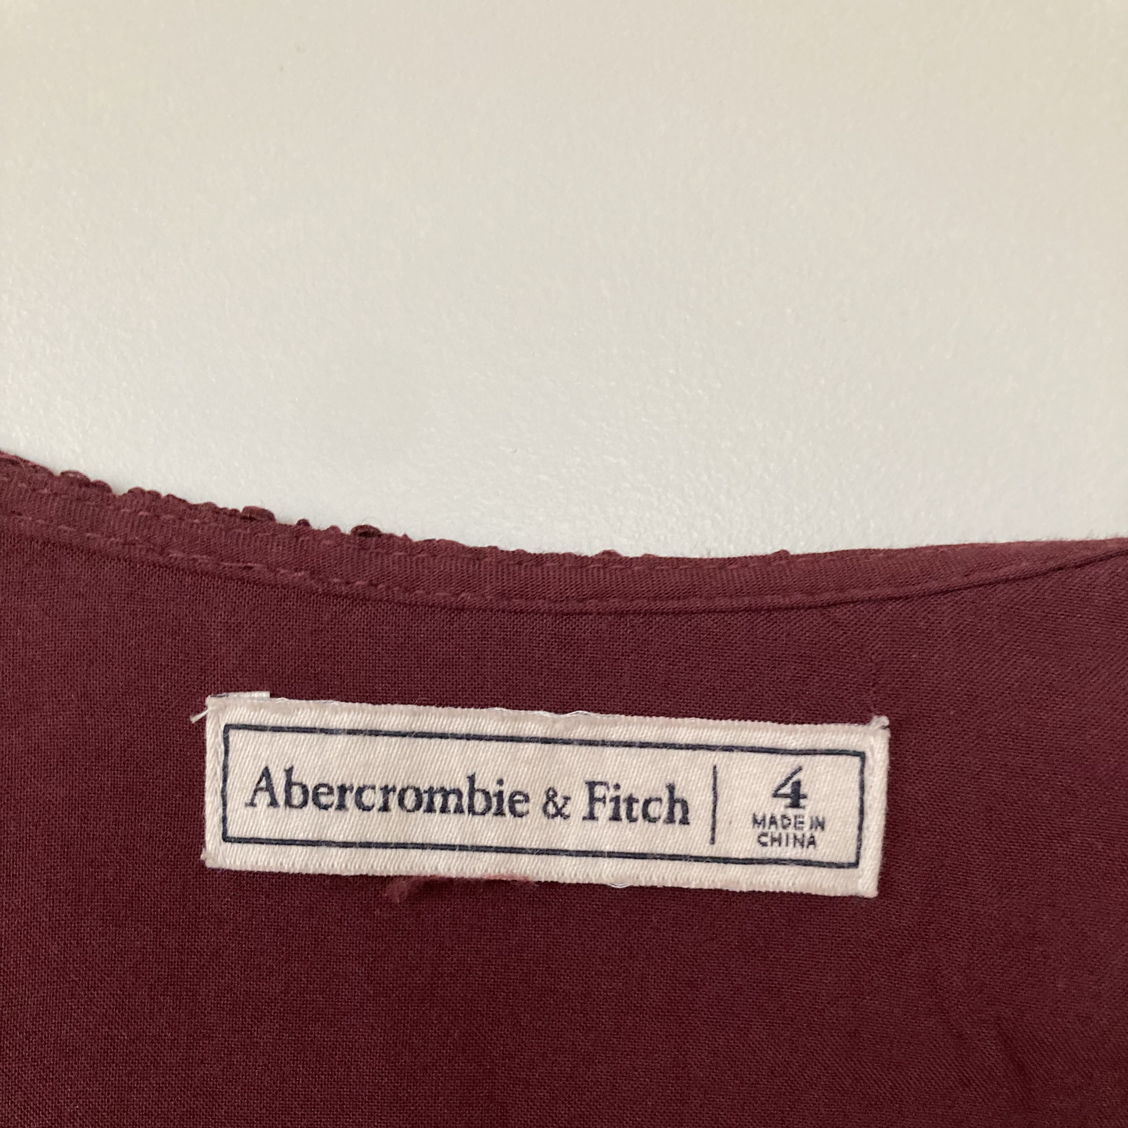 Abercrombie & Fitch
4
MADE IN
CHINA